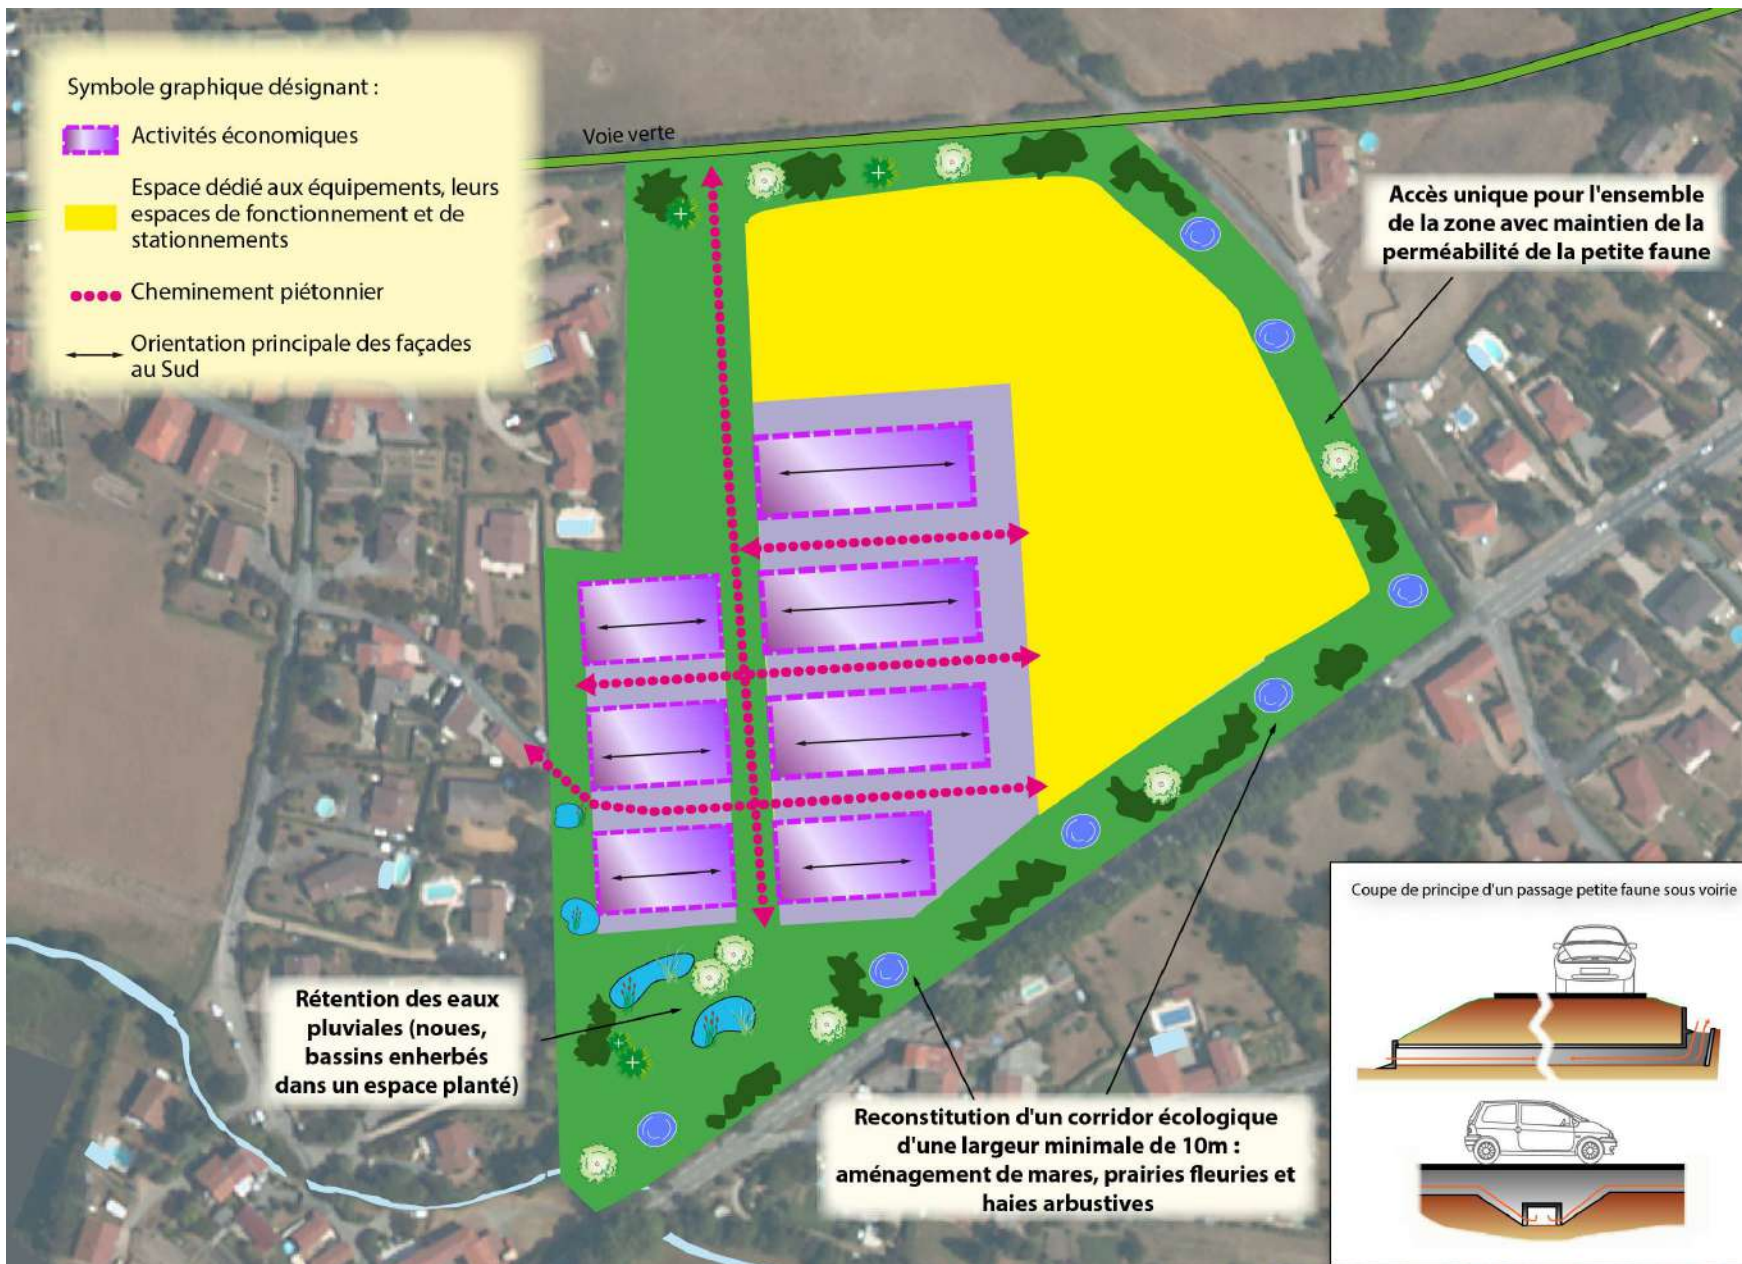 Symbole graphique désignant :
Activités économiques
Espace dédié aux équipements, leurs
espaces de fonctionnement et de
stationnements
Cheminement piétonnier
Orientation principale des façades
au Sud
Voie verte
Accès unique pour l'ensemble
de la zone avec maintien de la
perméabilité de la petite faune
Rétention des eaux
pluviales (noues,
bassins enherbés
dans un espace planté)
Reconstitution d'un corridor écologique
d'une largeur minimale de 10m :
aménagement de mares, prairies fleuries et
haies arbustives
Coupe de principe d'un passage petite faune sous voirie